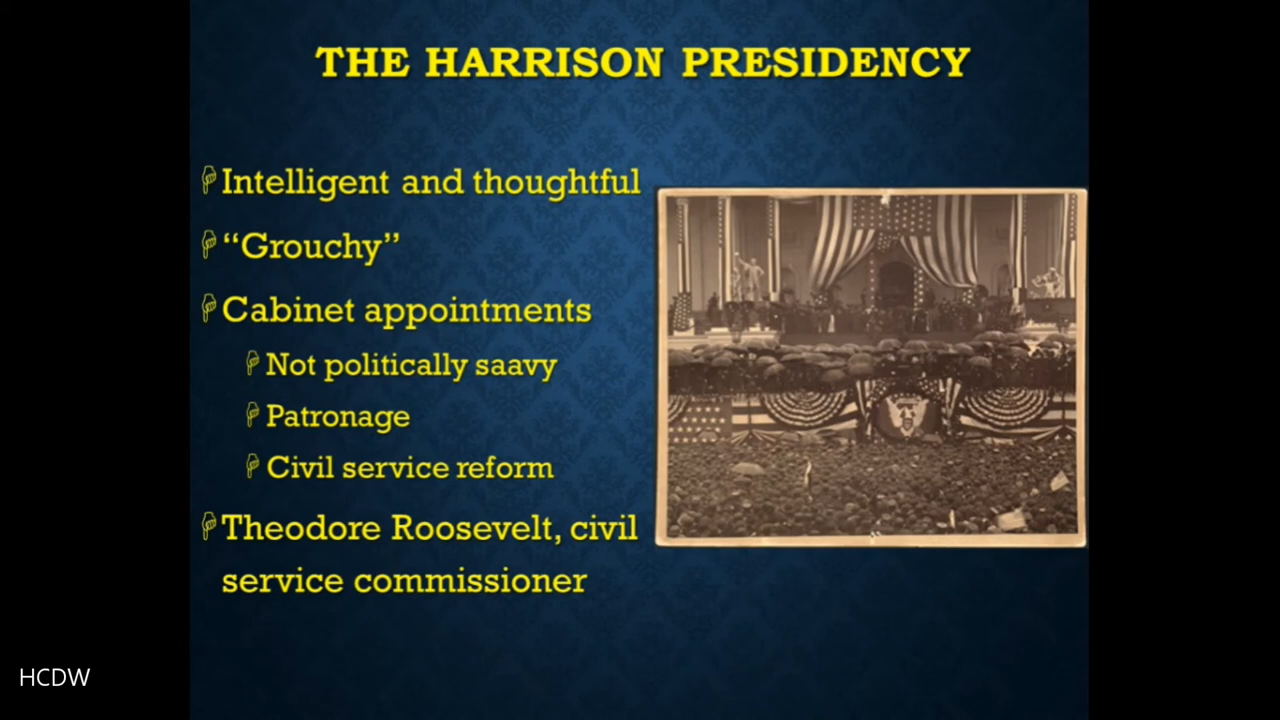 THE HARRISON PRESIDENCY
Intelligent and thoughtful
“Grouchy”
Cabinet appointments
Not politically saavy
Patronage
Civil service reform
Theodore Roosevelt, civil
service commissioner
HCDW